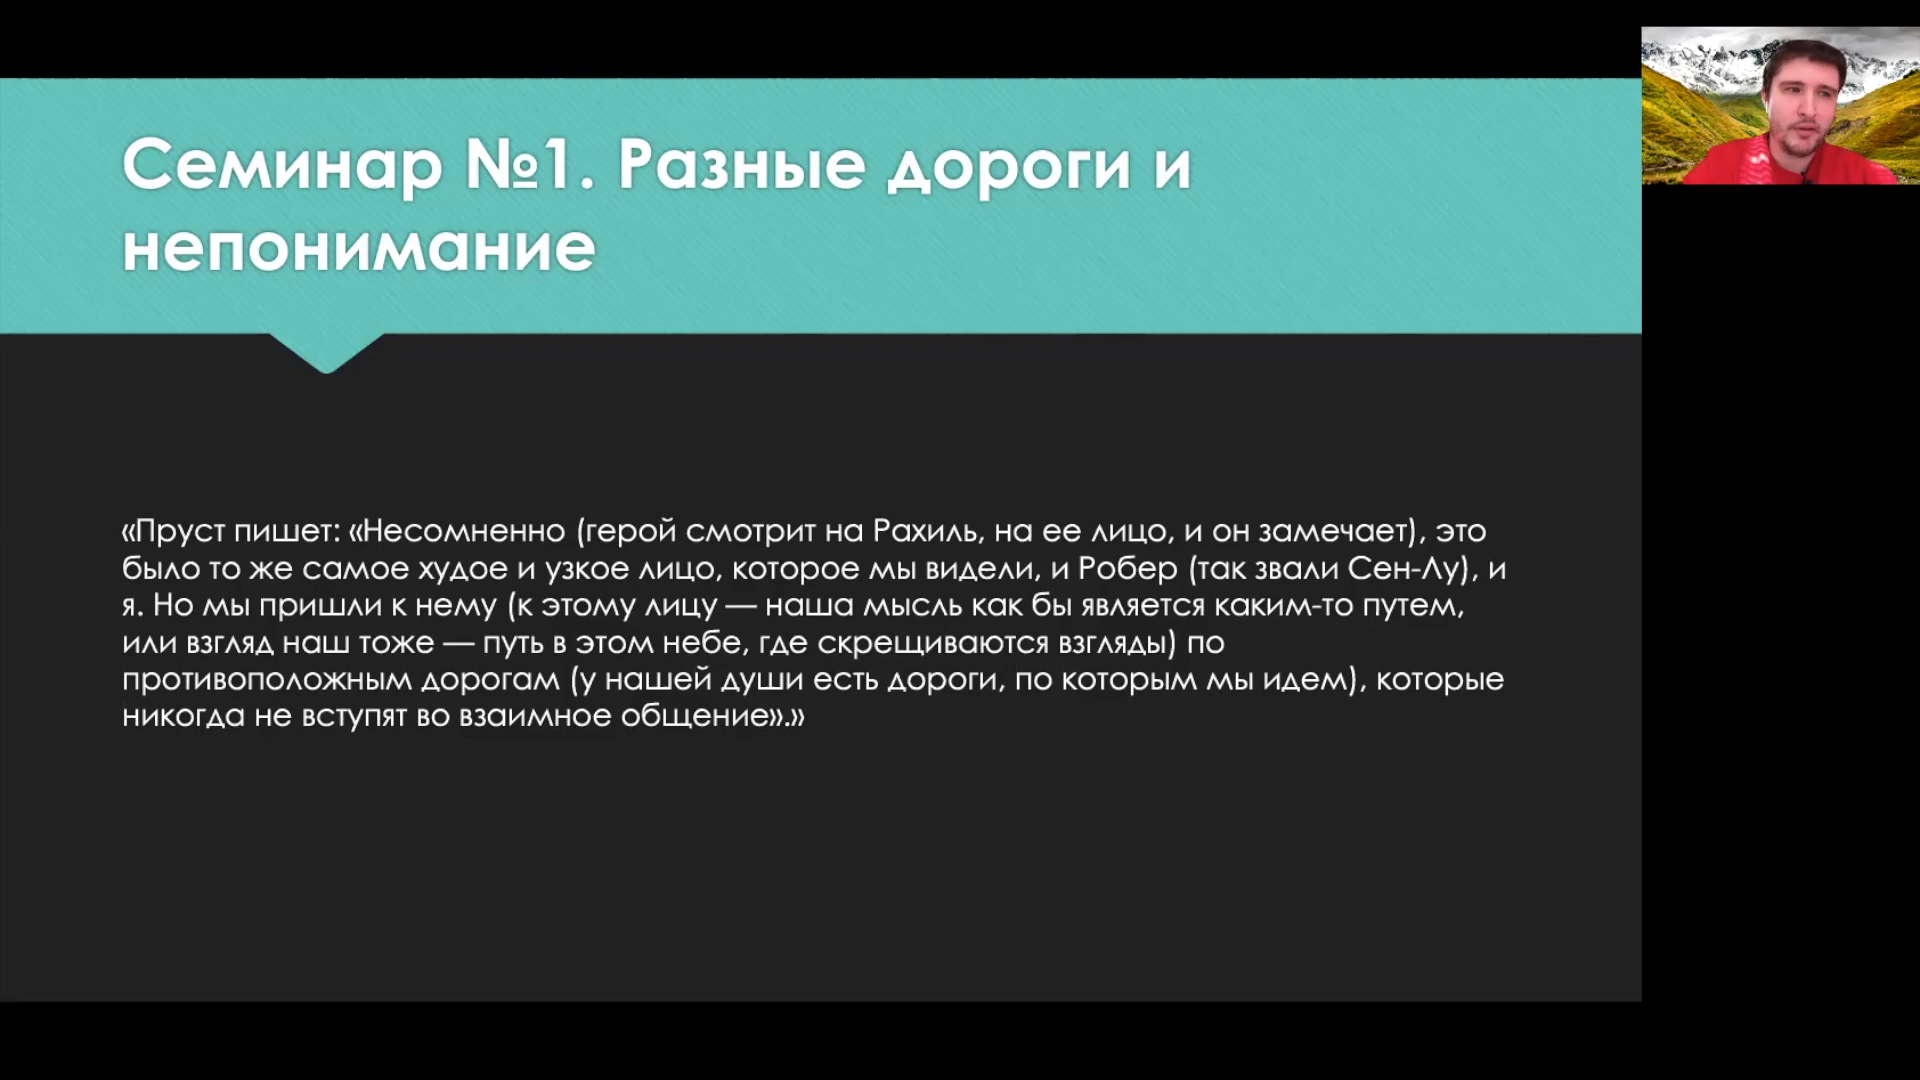 Семинар №1. Разные дороги и
непонимание
«Пруст пишет: «Несомненно (герой смотрит на Рахиль, на ее лицо, и он замечает), это
было то же самое худое и узкое лицо, которое мы видели, и Робер (так звали Сен-Лу), и
я. Но мы пришли к нему (к этому лицу — наша мысль как бы является каким-то путем,
или взгляд наш тоже — путь в этом небе, где скрещиваются взгляды) по
противоположным дорогам (у нашей души есть дороги, по которым мы идем), которые
никогда не вступят во взаимное общение».»